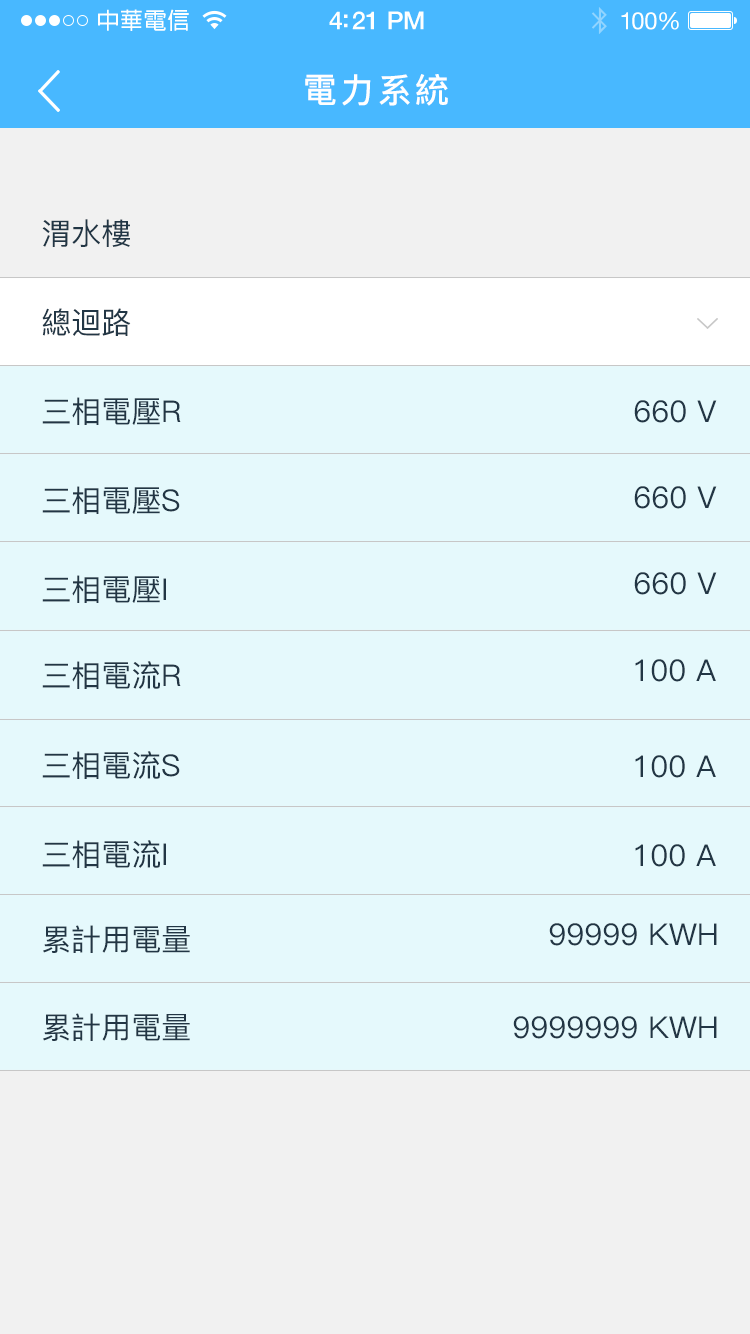 中華電信 4:21 PM 100%
電力系統
渭水樓
總迴路
三相電壓R 660 V
三相電壓S 660 V
三相電壓I 660 V
三相電流R 100 A
三相電流S 100 A
三相電流I 100 A
累計用電量 99999 KWH
累計用電量 9999999 KWH